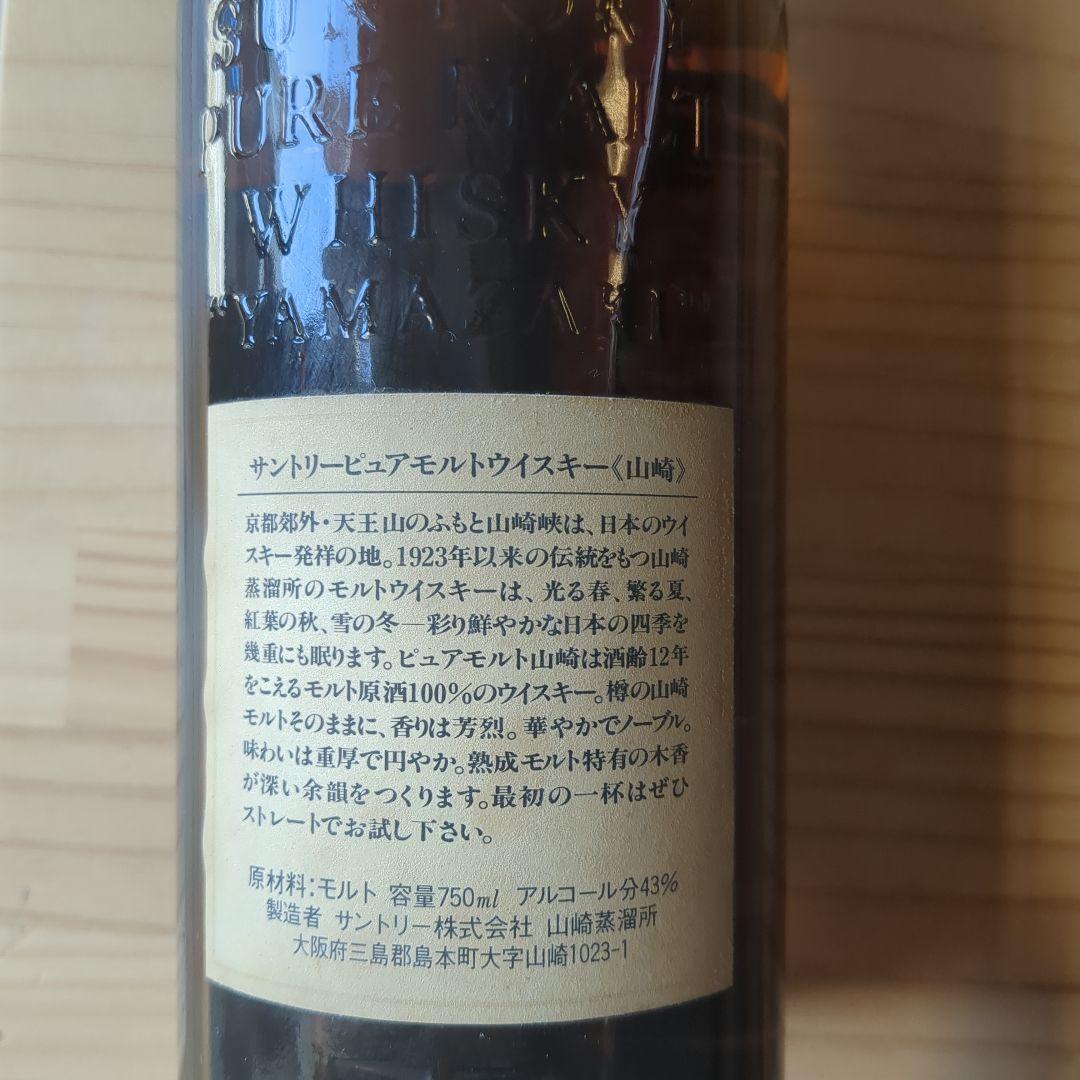 SUNTORY
PURE MALT
WHISKY
"YAMAZAKI"
サントリーピュアモルトウイスキー《山崎》
京都郊外・天王山のふもと山崎峡は、日本のウイ
スキー発祥の地。1923年以来の伝統をもつ山崎
蒸溜所のモルトウイスキーは、光る春、繁る夏、
紅葉の秋、雪の冬―彩り鮮やかな日本の四季を
幾重にも眠ります。ピュアモルト山崎は酒齢12年
をこえるモルト原酒100%のウイスキー。樽の山崎
モルトそのままに、香りは芳烈。華やかでノーブル。
味わいは重厚で円やか。熟成モルト特有の木香
が深い余韻をつくります。最初の一杯はぜひ
ストレートでお試し下さい。
原材料:モルト 容量750ml アルコール分43%
製造者 サントリー株式会社 山崎蒸溜所
大阪府三島郡島本町大字山崎1023-1